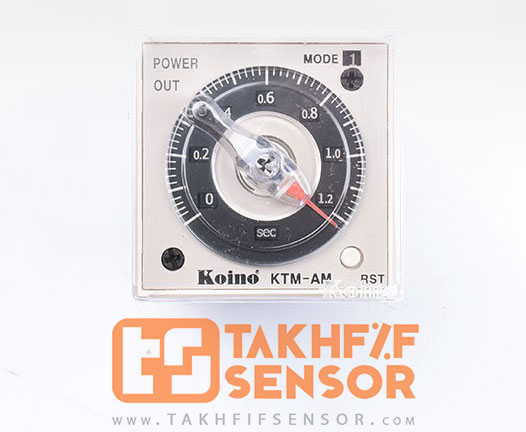 POWER
MODE 1
OUT
0.6
4
0.8
0.2
1.0
0
1.2
sec
Koino KTM-AM RST
Koino
TAKHFIF
SENSOR
WWW.TAKHFIFSENSOR.COM